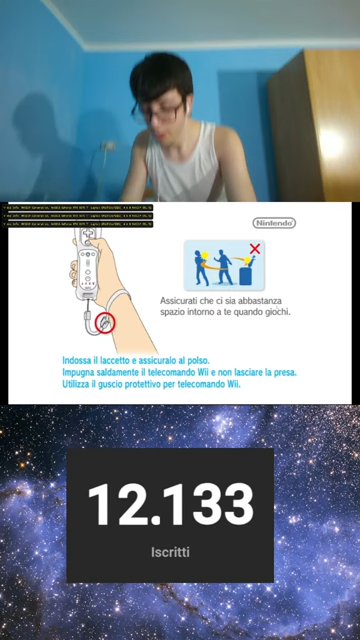 Nintendo
Assicurati che ci sia abbastanza
spazio intorno a te quando giochi.
Indossa il laccetto e assicuralo al polso.
Impugna saldamente il telecomando Wii e non lasciare la presa.
Utilizza il guscio protettivo per telecomando Wii.
12.133
Iscritti